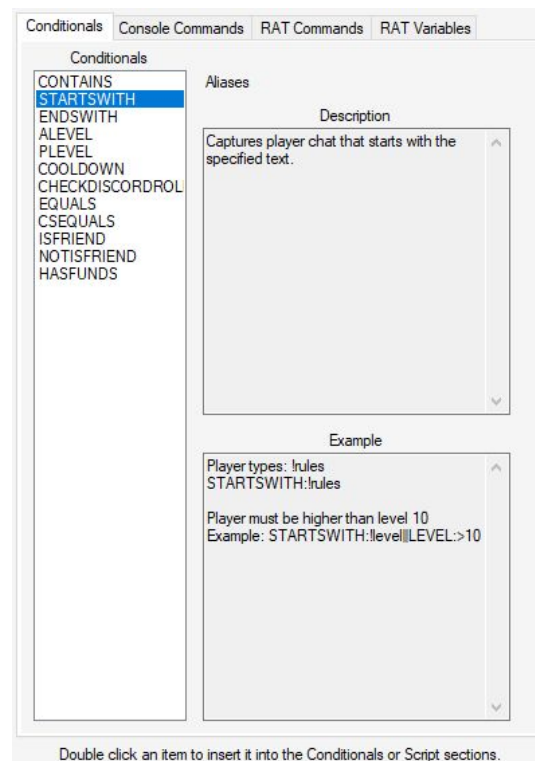 Conditionals Console Commands RAT Commands RAT Variables
Conditionals
CONTAINS
STARTSWITH
ENDSWITH
ALEVEL
PLEVEL
COOLDOWN
CHECKDISCORDROL
EQUALS
CSEQUALS
ISFRIEND
NOTISFRIEND
HASFUNDS
Aliases
Description
Captures player chat that starts with the
specified text.
Example
Player types: !rules
STARTSWITH:!rules
Player must be higher than level 10
Example: STARTSWITH:!level||LEVEL:>10
Double click an item to insert it into the Conditionals or Script sections.